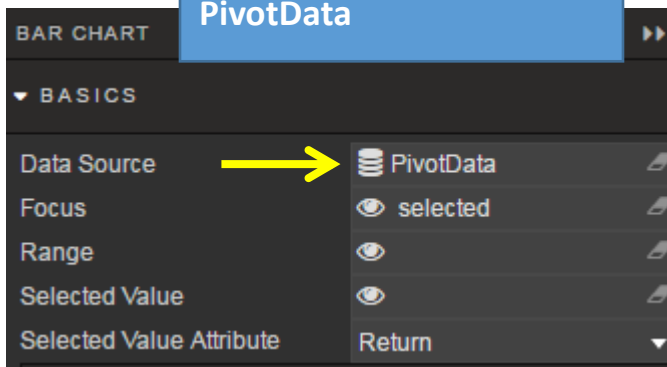 PivotData
BAR CHART
BASICS
Data Source PivotData
Focus selected
Range
Selected Value
Selected Value Attribute Return